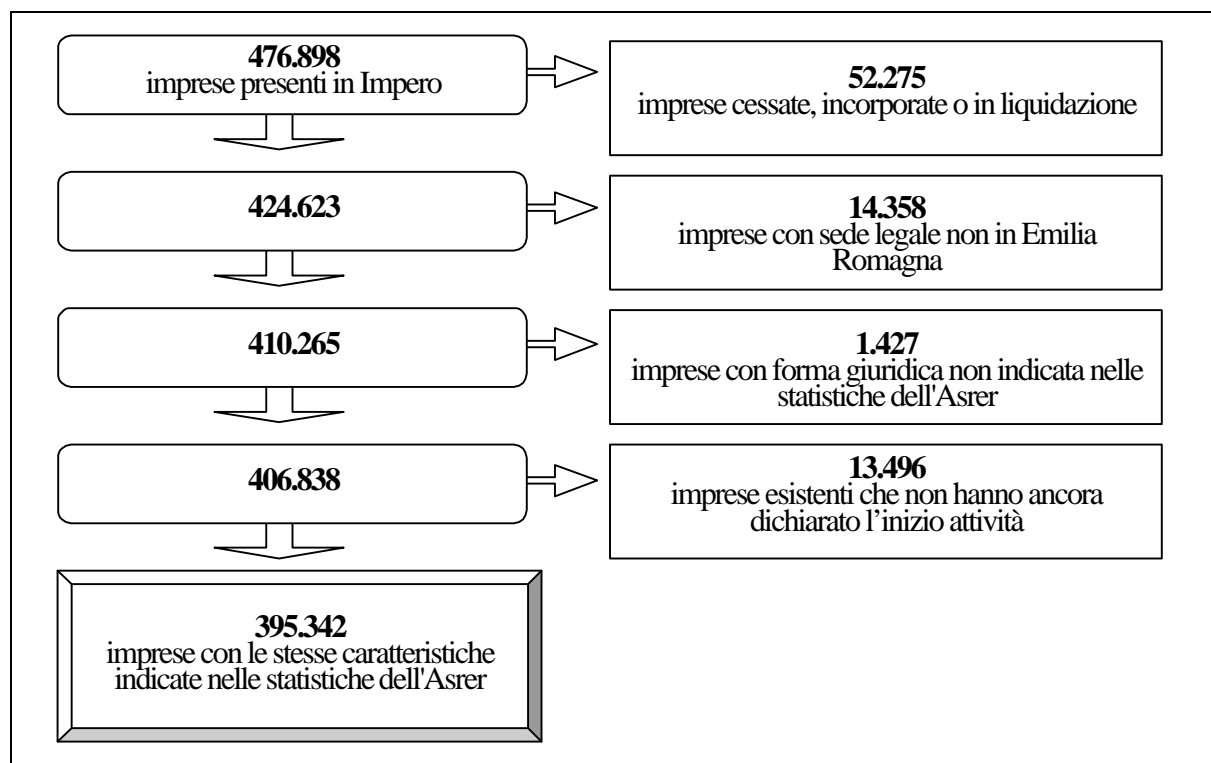 476.898
imprese presenti in Impero
52.275
imprese cessate, incorporate o in liquidazione
424.623
14.358
imprese con sede legale non in Emilia
Romagna
410.265
1.427
imprese con forma giuridica non indicata nelle
statistiche dell'Asrer
406.838
13.496
imprese esistenti che non hanno ancora
dichiarato l’inizio attività
395.342
imprese con le stesse caratteristiche
indicate nelle statistiche dell'Asrer